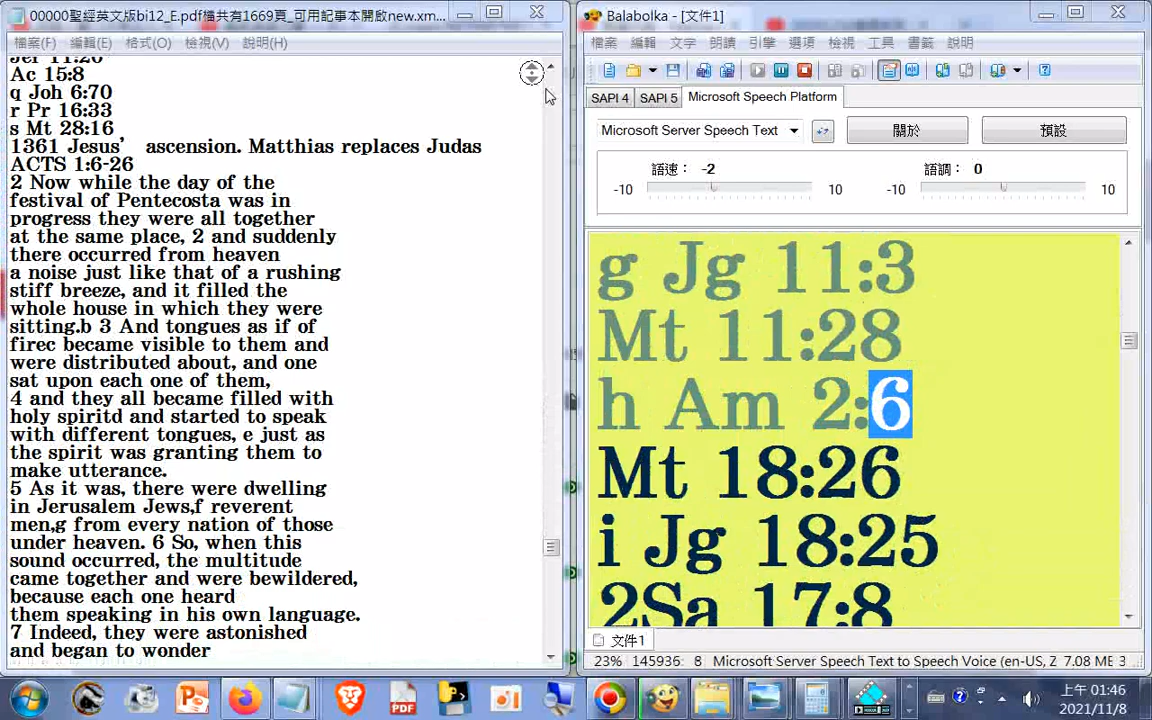 00000聖經英文版bi12_E.pdf檔共有1669頁_可用記事本開啟new.xm...
檔案(F) 編輯(E) 格式(O) 檢視(V) 說明(H)
Jer 11:20
Ac 15:8
q Joh 6:70
r Pr 16:33
s Mt 28:16
1361 Jesus’ ascension. Matthias replaces Judas
ACTS 1:6-26
2 Now while the day of the
festival of Pentecosta was in
progress they were all together
at the same place, 2 and suddenly
there occurred from heaven
a noise just like that of a rushing
stiff breeze, and it filled the
whole house in which they were
sitting.b 3 And tongues as if of
firec became visible to them and
were distributed about, and one
sat upon each one of them,
4 and they all became filled with
holy spiritd and started to speak
with different tongues, e just as
the spirit was granting them to
make utterance.
5 As it was, there were dwelling
in Jerusalem Jews,f reverent
men,g from every nation of those
under heaven. 6 So, when this
sound occurred, the multitude
came together and were bewildered,
because each one heard
them speaking in his own language.
7 Indeed, they were astonished
and began to wonder
Balabolka - [文件1]
檔案 編輯 文字 朗讀 引擎 選項 檢視 工具 書籤 說明
SAPI 4 SAPI 5 Microsoft Speech Platform
Microsoft Server Speech Text 關於 預設
語速: -2 語調: 0
-10 10 -10 10
g Jg 11:3
Mt 11:28
h Am 2:6
Mt 18:26
i Jg 18:25
2Sa 17:8
文件1
23% 145936: 8 Microsoft Server Speech Text to Speech Voice (en-US, Z 7.08 MB 3
PDF
上午 01:46
2021/11/8